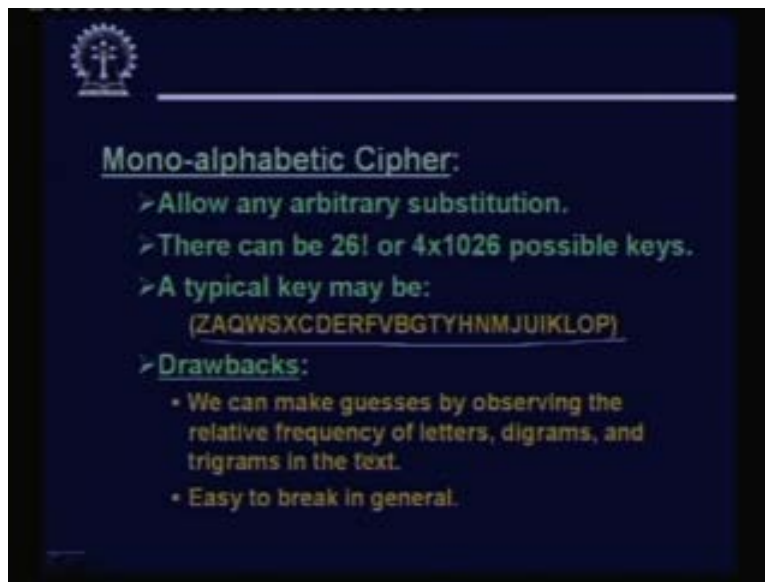 Mono-alphabetic Cipher:
➢Allow any arbitrary substitution.
➢There can be 26! or 4x1026 possible keys.
➢A typical key may be:
(ZAQWSXCDERFVBGTYHNMJUIKLOP)
➢Drawbacks:
▪ We can make guesses by observing the
relative frequency of letters, digrams, and
trigrams in the text.
▪ Easy to break in general.